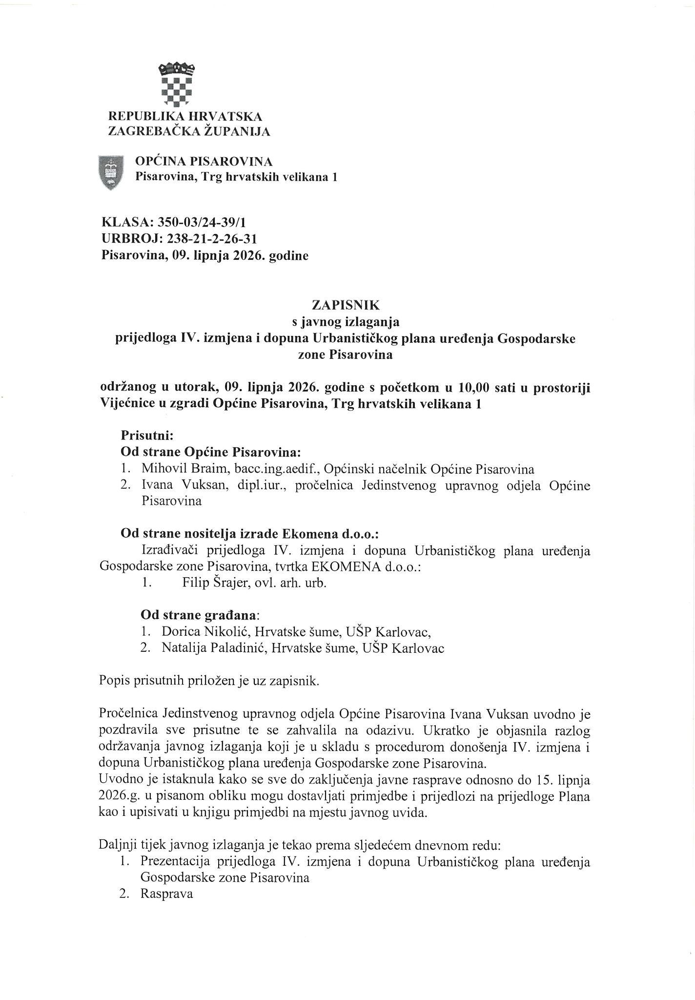 REPUBLIKA HRVATSKA
ZAGREBAČKA ŽUPANIJA
OPĆINA PISAROVINA
Pisarovina, Trg hrvatskih velikana 1
KLASA: 350-03/24-39/1
URBROJ: 238-21-2-26-31
Pisarovina, 09. lipnja 2026. godine
ZAPISNIK
s javnog izlaganja
prijedloga IV. izmjena i dopuna Urbanističkog plana uređenja Gospodarske
zone Pisarovina
održanog u utorak, 09. lipnja 2026. godine s početkom u 10,00 sati u prostoriji
Vijećnice u zgradi Općine Pisarovina, Trg hrvatskih velikana 1
Prisutni:
Od strane Općine Pisarovina:
1. Mihovil Braim, bacc.ing.aedif., Općinski načelnik Općine Pisarovina
2. Ivana Vuksan, dipl.iur., pročelnica Jedinstvenog upravnog odjela Općine
Pisarovina
Od strane nositelja izrade Ekomena d.o.o.:
Izrađivači prijedloga IV. izmjena i dopuna Urbanističkog plana uređenja
Gospodarske zone Pisarovina, tvrtka EKOMENA d.o.o.:
1. Filip Šrajer, ovl. arh. urb.
Od strane građana:
1. Dorica Nikolić, Hrvatske šume, UŠP Karlovac,
2. Natalija Paladinić, Hrvatske šume, UŠP Karlovac
Popis prisutnih priložen je uz zapisnik.
Pročelnica Jedinstvenog upravnog odjela Općine Pisarovina Ivana Vuksan uvodno je
pozdravila sve prisutne te se zahvalila na odazivu. Ukratko je objasnila razlog
održavanja javnog izlaganja koji je u skladu s procedurom donošenja IV. izmjena i
dopuna Urbanističkog plana uređenja Gospodarske zone Pisarovina.
Uvodno je istaknula kako se sve do zaključenja javne rasprave odnosno do 15. lipnja
2026.g. u pisanom obliku mogu dostavljati primjedbe i prijedlozi na prijedloge Plana
kao i upisivati u knjigu primjedbi na mjestu javnog uvida.
Daljnji tijek javnog izlaganja je tekao prema sljedećem dnevnom redu:
1. Prezentacija prijedloga IV. izmjena i dopuna Urbanističkog plana uređenja
Gospodarske zone Pisarovina
2. Rasprava